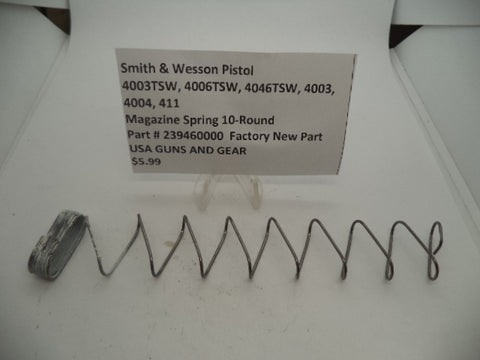 Smith & Wesson Pistol
4003TSW, 4006TSW, 4046TSW, 4003,
4004, 411
Magazine Spring 10-Round
Part # 239460000 Factory New Part
USA GUNS AND GEAR
$5.99